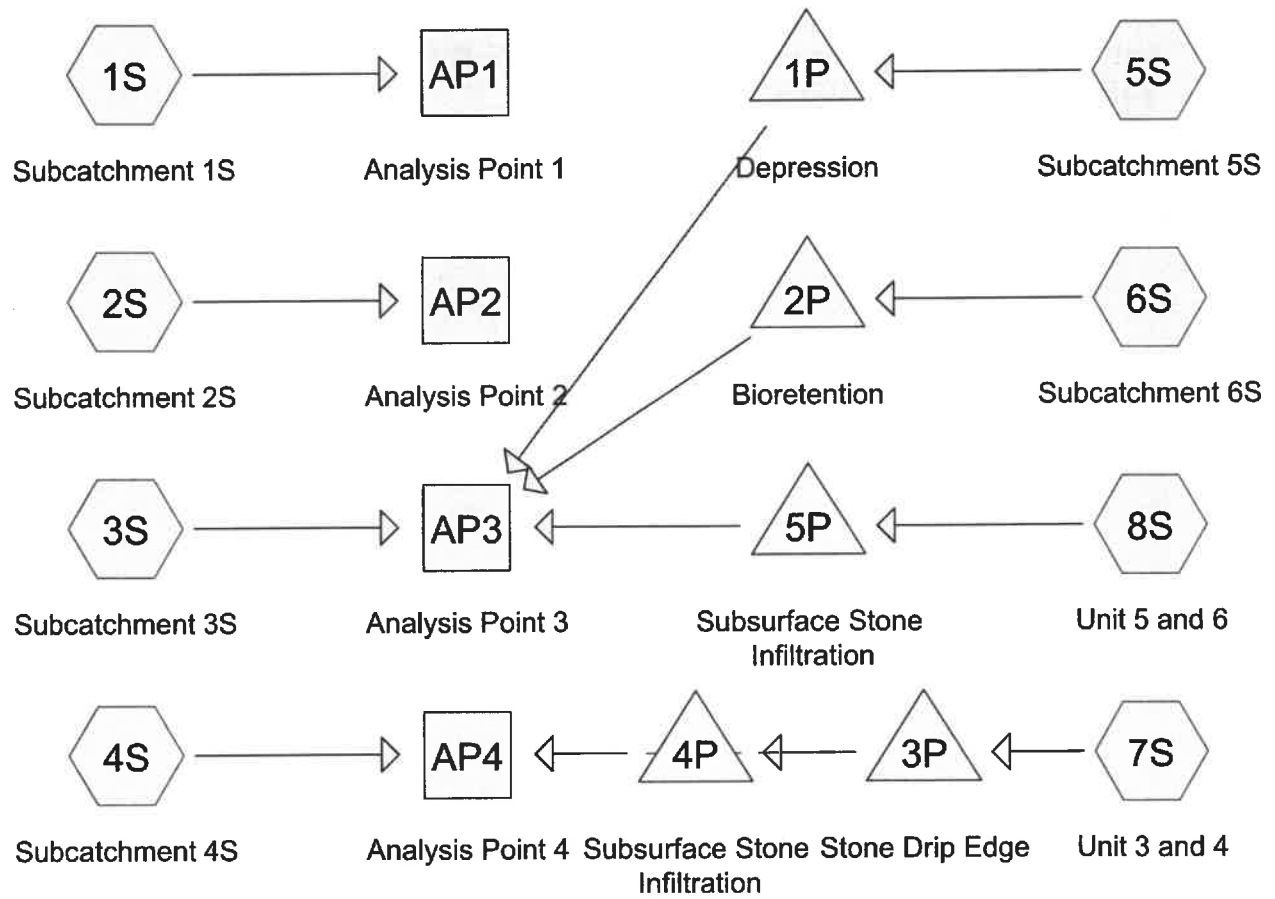 1S
AP1
1P
5S
Subcatchment 1S
Analysis Point 1
Depression
Subcatchment 5S
2S
AP2
2P
6S
Subcatchment 2S
Analysis Point 2
Bioretention
Subcatchment 6S
3S
AP3
5P
8S
Subcatchment 3S
Analysis Point 3
Subsurface Stone
Infiltration
Unit 5 and 6
4S
AP4
4P
3P
7S
Subcatchment 4S
Analysis Point 4
Subsurface Stone
Infiltration
Stone Drip Edge
Unit 3 and 4